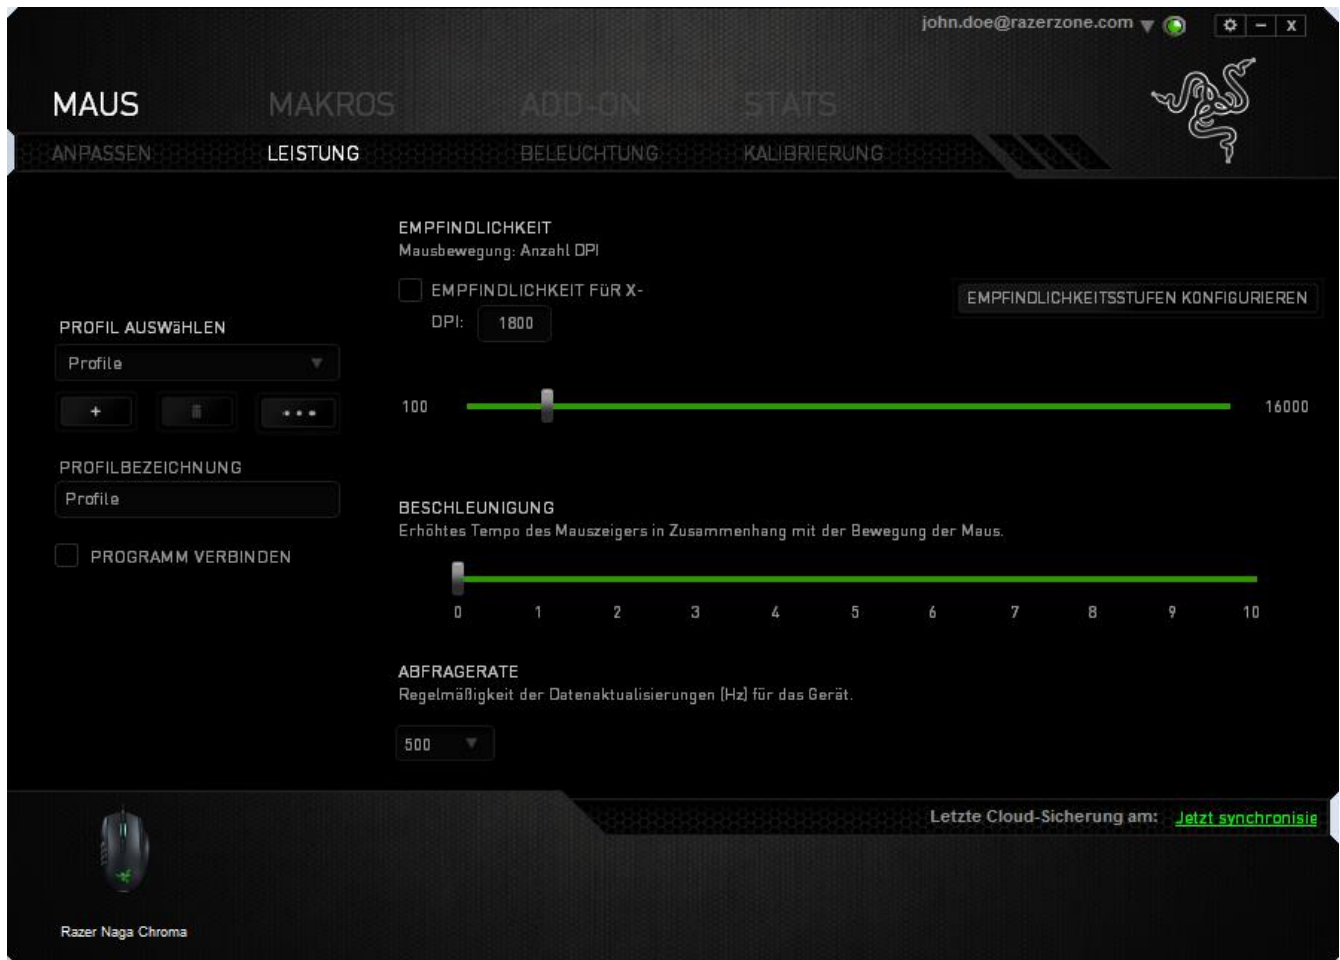 john.doe@razerzone.com
MAUS MAKROS ADD-ON STATS
ANPASSEN LEISTUNG BELEUCHTUNG KALIBRIERUNG
EMPFINDLICHKEIT
Mausbewegung: Anzahl DPI
EMPFINDLICHKEIT FüR X-
EMPFINDLICHKEITSSTUFEN KONFIGURIEREN
DPI: 1800
PROFIL AUSWäHLEN
Profile
100 16000
PROFILBEZEICHNUNG
Profile
BESCHLEUNIGUNG
Erhöhtes Tempo des Mauszeigers in Zusammenhang mit der Bewegung der Maus.
PROGRAMM VERBINDEN
0 1 2 3 4 5 6 7 8 9 10
ABFRAGERATE
Regelmäßigkeit der Datenaktualisierungen (Hz) für das Gerät.
500
Letzte Cloud-Sicherung am: Jetzt synchronisie
Razer Naga Chroma